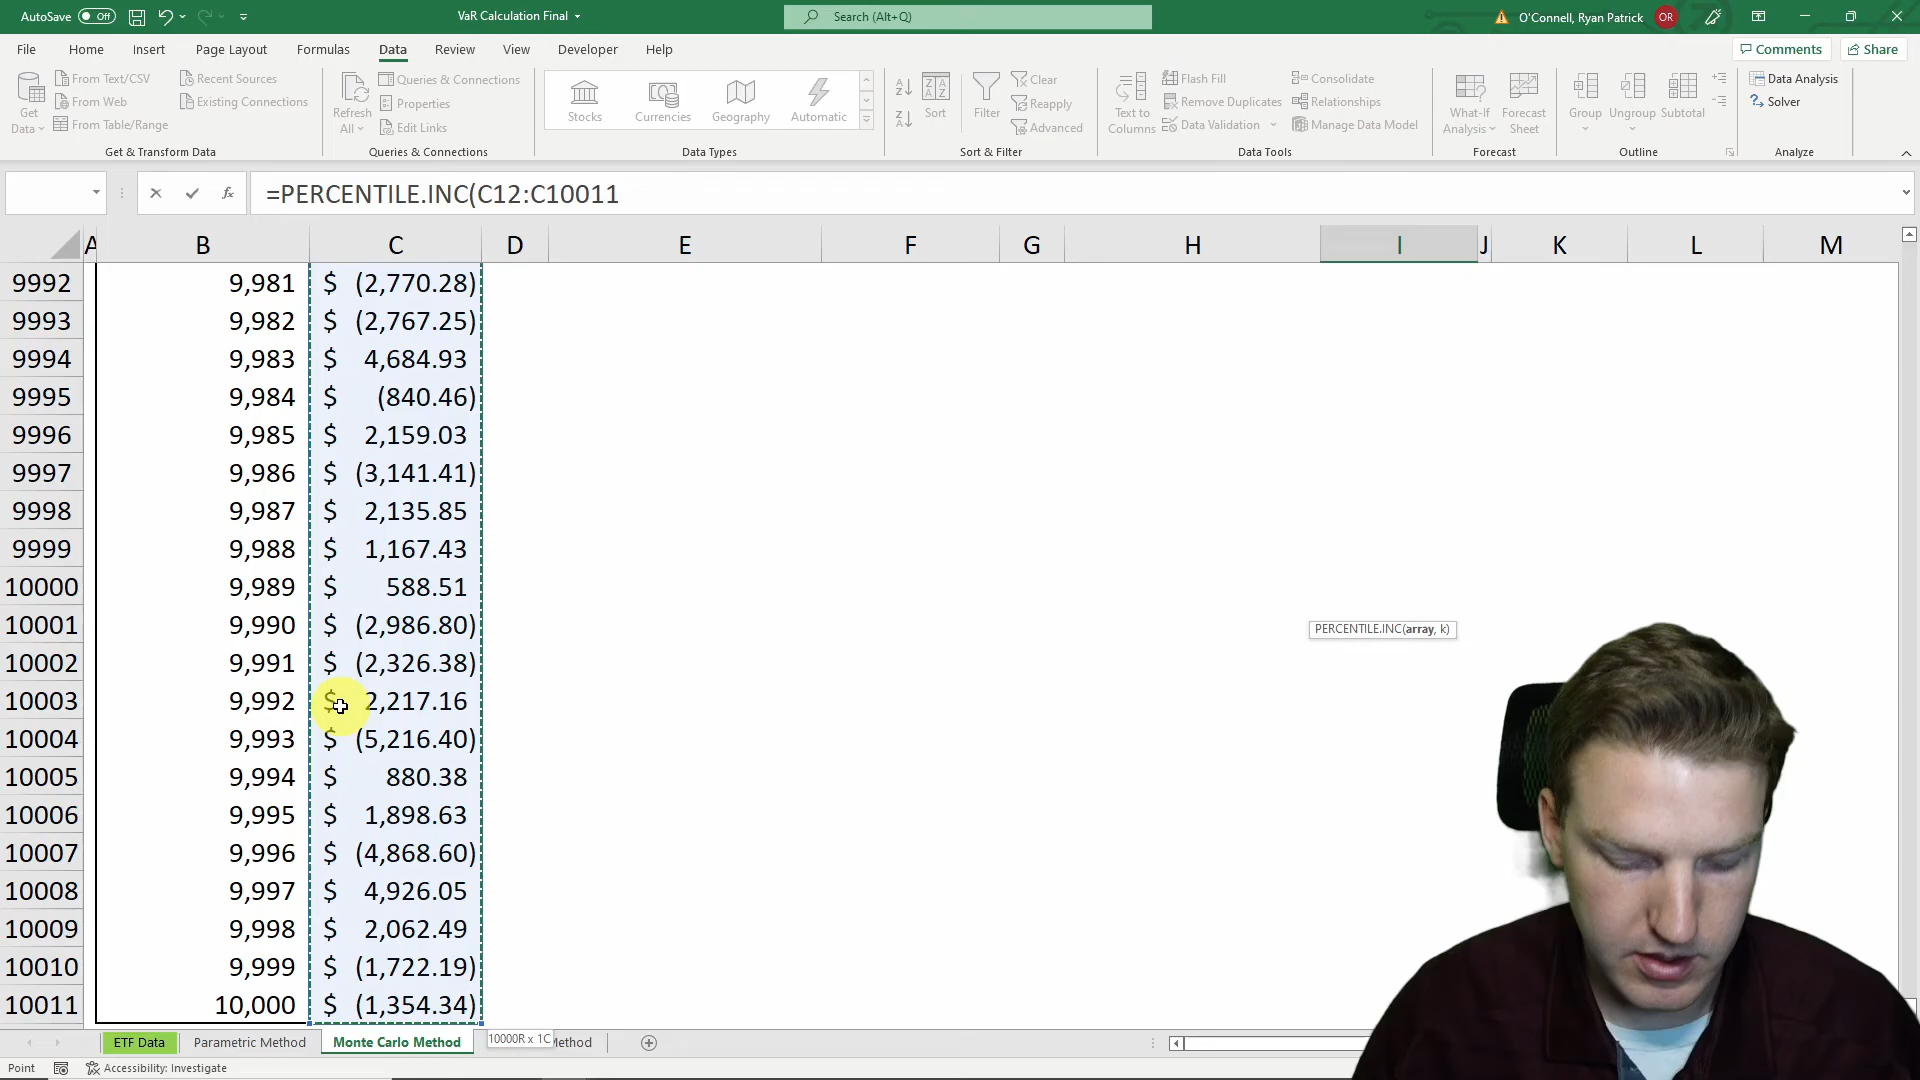 AutoSave Off VaR Calculation Final Search (Alt+Q) O'Connell, Ryan Patrick OR
File Home Insert Page Layout Formulas Data Review View Developer Help Comments Share
Get Data
From Text/CSV
From Web
From Table/Range
Recent Sources
Existing Connections
Get & Transform Data
Refresh All
Queries & Connections
Properties
Edit Links
Queries & Connections
Stocks Currencies Geography Automatic
Data Types
Sort
Filter
Clear
Reapply
Advanced
Sort & Filter
Text to Columns
Flash Fill
Remove Duplicates
Data Validation
Consolidate
Relationships
Manage Data Model
Data Tools
What-If Analysis
Forecast Sheet
Forecast
Group Ungroup Subtotal
Outline
Data Analysis
Solver
Analyze
fx =PERCENTILE.INC(C12:C10011
A B C D E F G H I J K L M
9992 9,981 $ (2,770.28)
9993 9,982 $ (2,767.25)
9994 9,983 $ 4,684.93
9995 9,984 $ (840.46)
9996 9,985 $ 2,159.03
9997 9,986 $ (3,141.41)
9998 9,987 $ 2,135.85
9999 9,988 $ 1,167.43
10000 9,989 $ 588.51
10001 9,990 $ (2,986.80)
PERCENTILE.INC(array, k)
10002 9,991 $ (2,326.38)
10003 9,992 $ 2,217.16
10004 9,993 $ (5,216.40)
10005 9,994 $ 880.38
10006 9,995 $ 1,898.63
10007 9,996 $ (4,868.60)
10008 9,997 $ 4,926.05
10009 9,998 $ 2,062.49
10010 9,999 $ (1,722.19)
10011 10,000 $ (1,354.34)
ETF Data Parametric Method Monte Carlo Method 10000R x 1C
Point Accessibility: Investigate